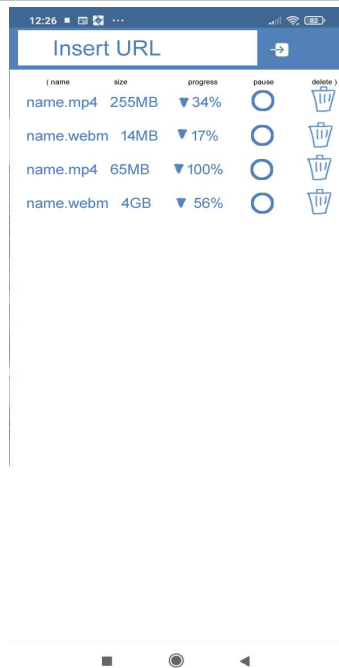 12:26 82
Insert URL
( name size progress pause delete )
name.mp4 255MB 34%
name.webm 14MB 17%
name.mp4 65MB 100%
name.webm 4GB 56%